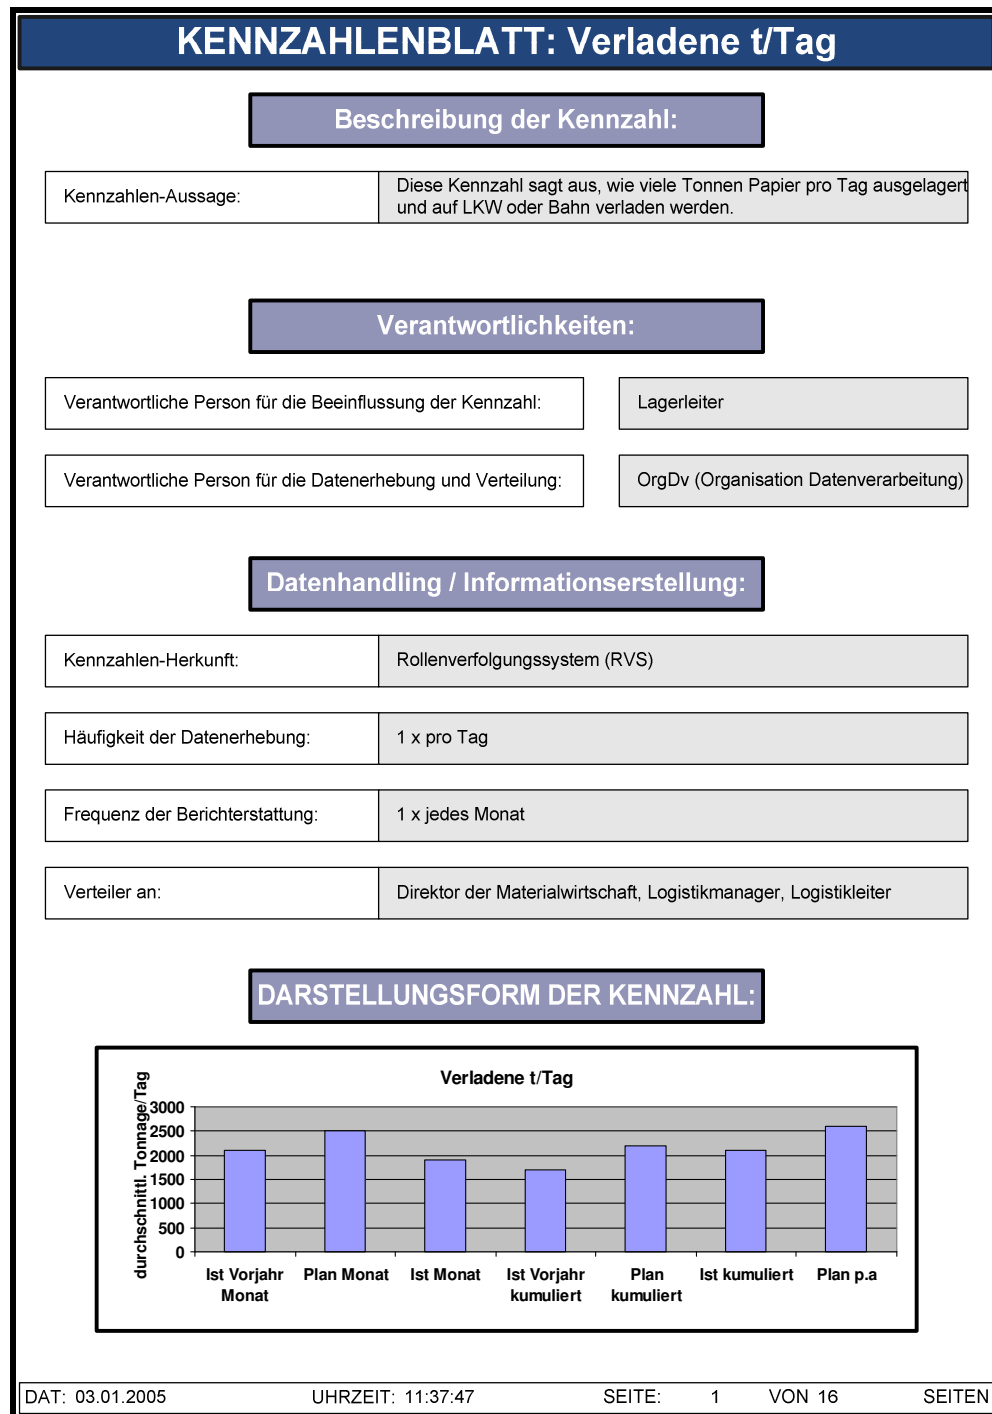 KENNZAHLENBLATT: Verladene t/Tag
Beschreibung der Kennzahl:
Kennzahlen-Aussage:
Diese Kennzahl sagt aus, wie viele Tonnen Papier pro Tag ausgelagert
und auf LKW oder Bahn verladen werden.
Verantwortlichkeiten:
Verantwortliche Person für die Beeinflussung der Kennzahl:
Lagerleiter
Verantwortliche Person für die Datenerhebung und Verteilung:
OrgDv (Organisation Datenverarbeitung)
Datenhandling / Informationserstellung:
Kennzahlen-Herkunft:
Rollenverfolgungssystem (RVS)
Häufigkeit der Datenerhebung:
1 x pro Tag
Frequenz der Berichterstattung:
1 x jedes Monat
Verteiler an:
Direktor der Materialwirtschaft, Logistikmanager, Logistikleiter
DARSTELLUNGSFORM DER KENNZAHL:
Verladene t/Tag
durchschnittl. Tonnage/Tag
3000
2500
2000
1500
1000
500
0
Ist Vorjahr
Monat
Plan Monat
Ist Monat
Ist Vorjahr
kumuliert
Plan
kumuliert
Ist kumuliert
Plan p.a
DAT: 03.01.2005 UHRZEIT: 11:37:47 SEITE: 1 VON 16 SEITEN